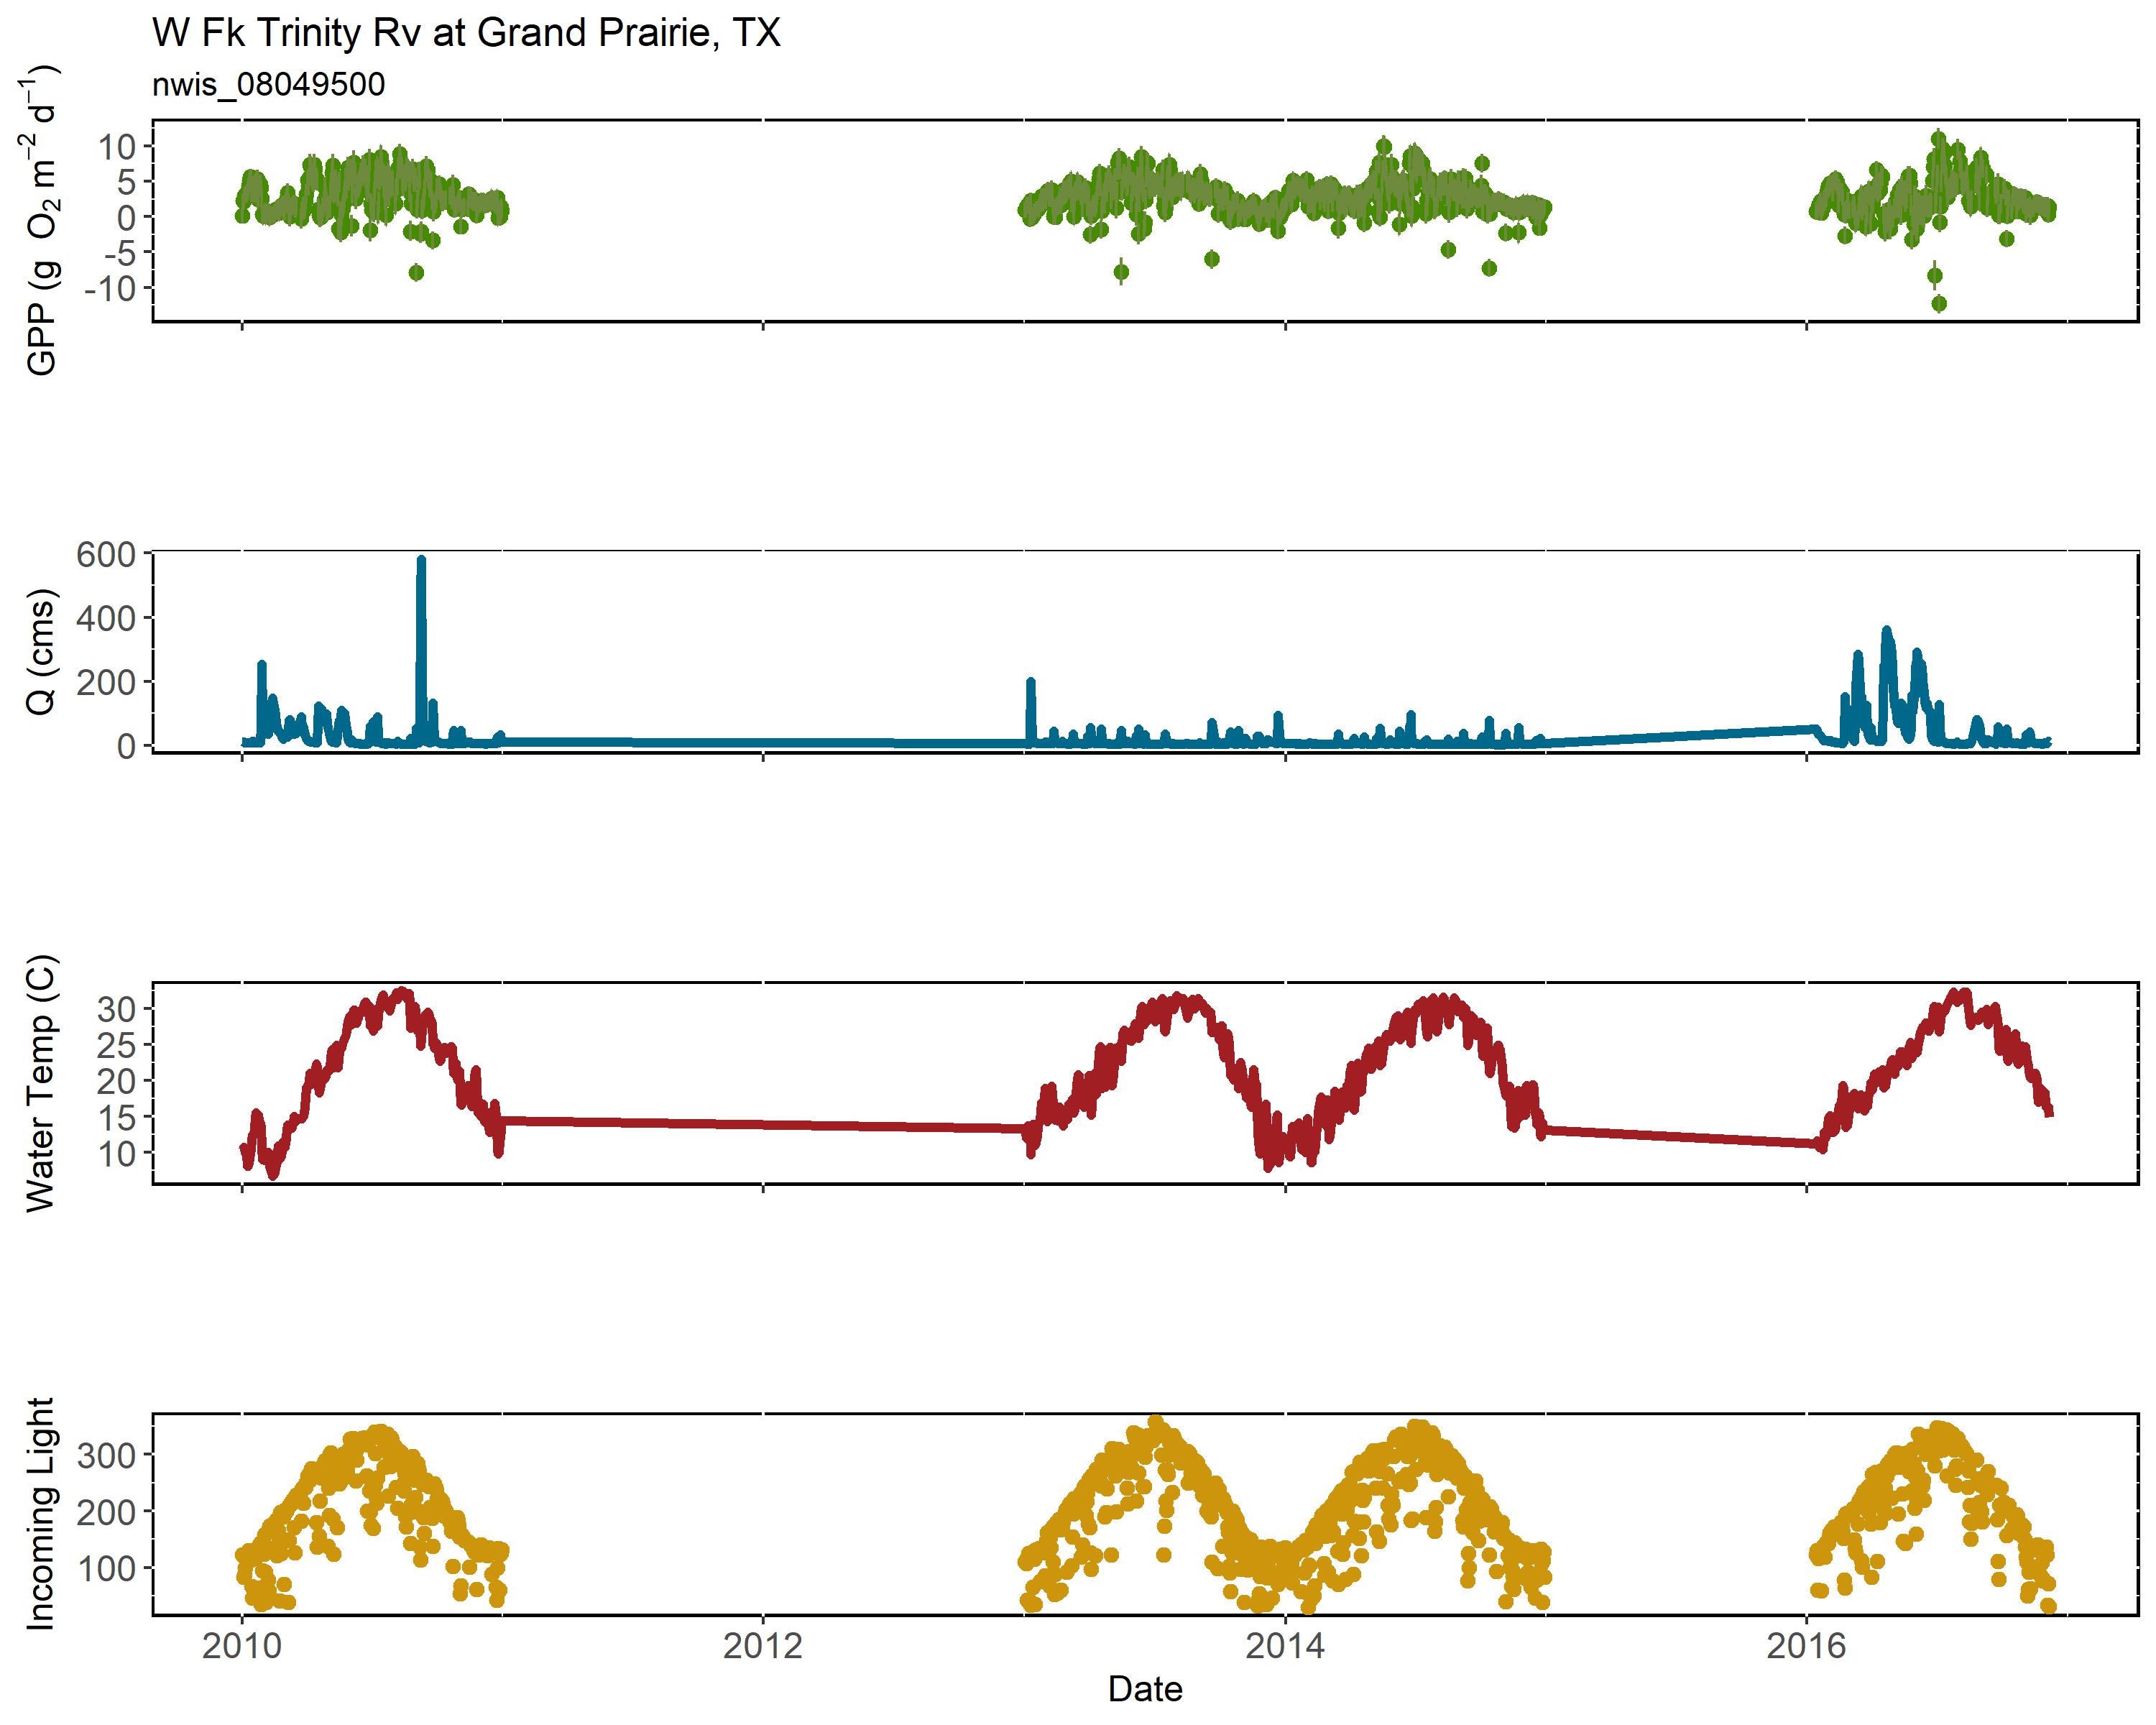 W Fk Trinity Rv at Grand Prairie, TX
nwis_08049500
GPP (g O₂ m⁻² d⁻¹)
10
5
0
-5
-10
Q (cms)
600
400
200
0
Water Temp (C)
30
25
20
15
10
Incoming Light
300
200
100
2010 2012 2014 2016
Date